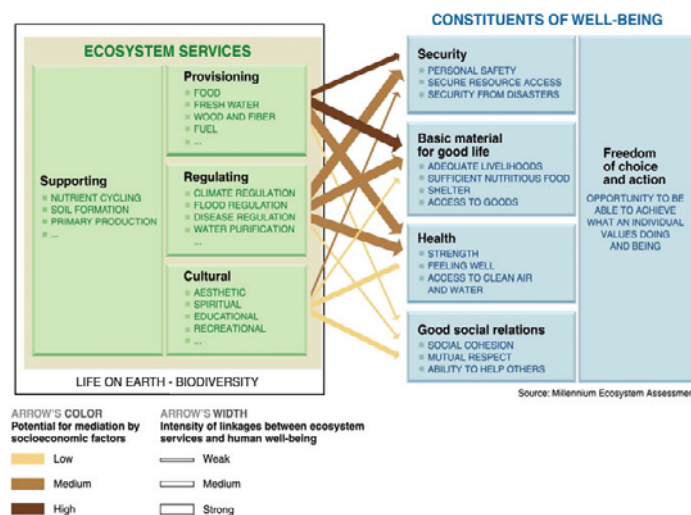 CONSTITUENTS OF WELL-BEING
ECOSYSTEM SERVICES
Supporting
NUTRIENT CYCLING
SOIL FORMATION
PRIMARY PRODUCTION
...
Provisioning
FOOD
FRESH WATER
WOOD AND FIBER
FUEL
...
Regulating
CLIMATE REGULATION
FLOOD REGULATION
DISEASE REGULATION
WATER PURIFICATION
...
Cultural
AESTHETIC
SPIRITUAL
EDUCATIONAL
RECREATIONAL
...
LIFE ON EARTH - BIODIVERSITY
Security
PERSONAL SAFETY
SECURE RESOURCE ACCESS
SECURITY FROM DISASTERS
Basic material
for good life
ADEQUATE LIVELIHOODS
SUFFICIENT NUTRITIOUS FOOD
SHELTER
ACCESS TO GOODS
Health
STRENGTH
FEELING WELL
ACCESS TO CLEAN AIR
AND WATER
Good social relations
SOCIAL COHESION
MUTUAL RESPECT
ABILITY TO HELP OTHERS
Freedom
of choice
and action
OPPORTUNITY TO BE
ABLE TO ACHIEVE
WHAT AN INDIVIDUAL
VALUES DOING
AND BEING
Source: Millennium Ecosystem Assessment
ARROW'S COLOR
Potential for mediation by
socioeconomic factors
Low
Medium
High
ARROW'S WIDTH
Intensity of linkages between ecosystem
services and human well-being
Weak
Medium
Strong